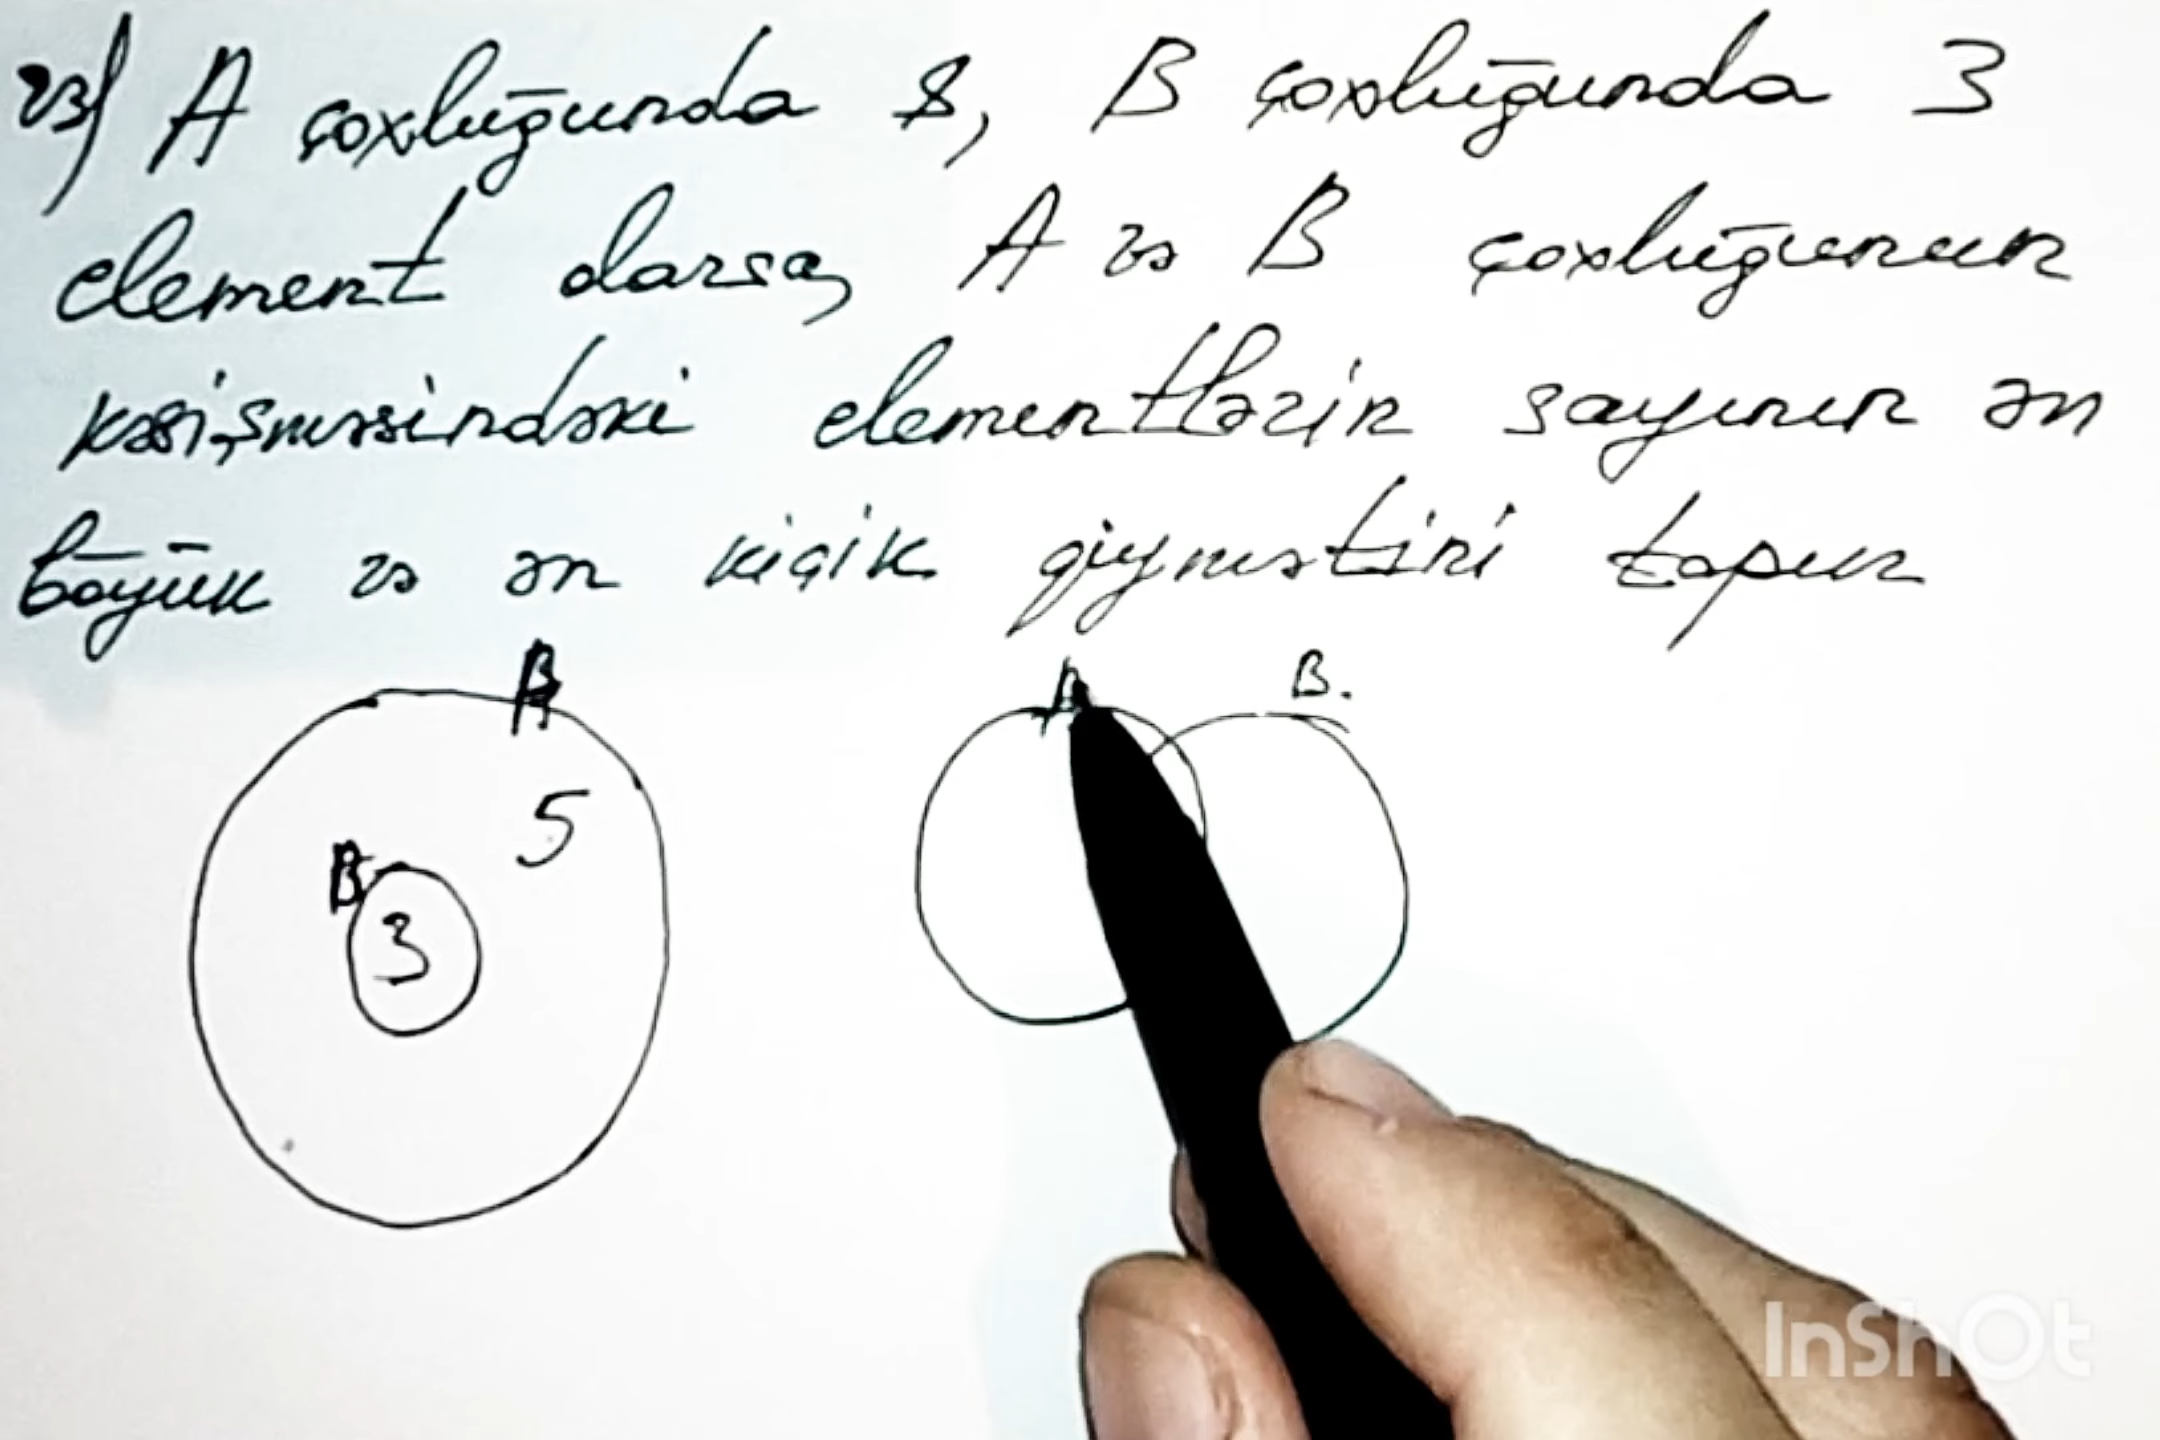 23) A çoxluğunda 8, B çoxluğunda 3
element olarsa, A və B çoxluğunun
kəsişməsindəki elementlərin sayının ən
böyük və ən kiçik qiymətini tapın
B A B.
5
B
3
InShOt